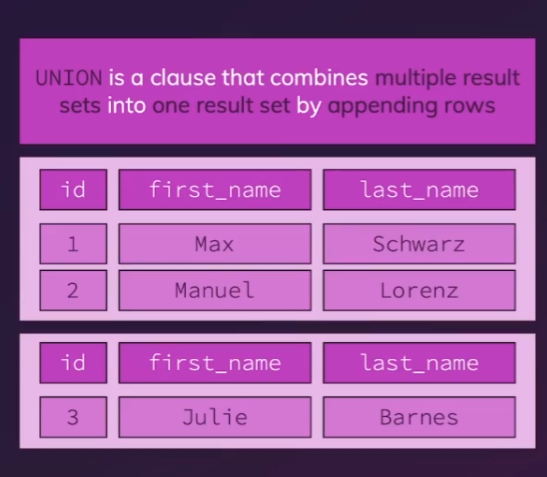 UNION is a clause that combines multiple result
sets into one result set by appending rows
id first_name last_name
1 Max Schwarz
2 Manuel Lorenz
id first_name last_name
3 Julie Barnes